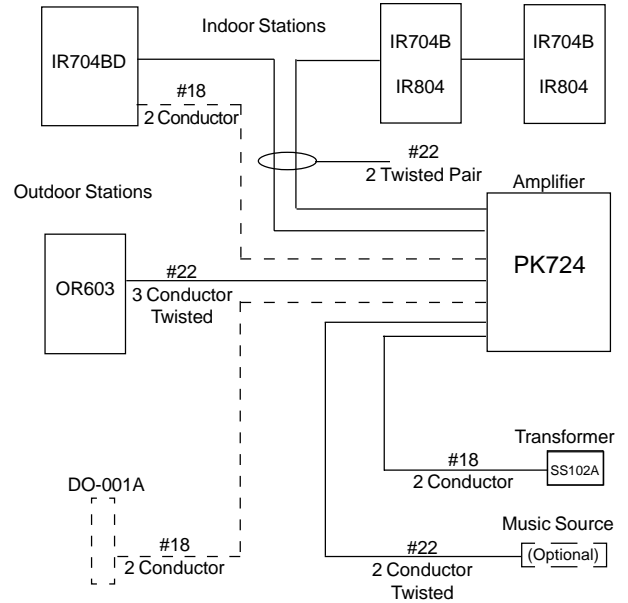 Indoor Stations
IR704BD
IR704B
IR804
IR704B
IR804
#18
2 Conductor
#22
2 Twisted Pair
Amplifier
PK724
Outdoor Stations
OR603
#22
3 Conductor
Twisted
Transformer
SS102A
#18
2 Conductor
DO-001A
#18
2 Conductor
Music Source
(Optional)
#22
2 Conductor
Twisted